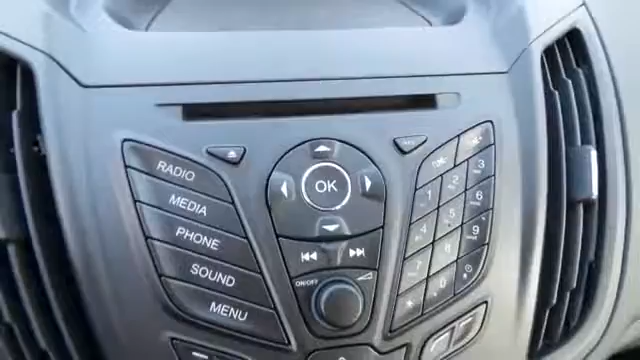 RADIO
MEDIA
PHONE
SOUND
MENU
OK
ON/OFF
1 2 3
4 5 6
7 8 9
* 0